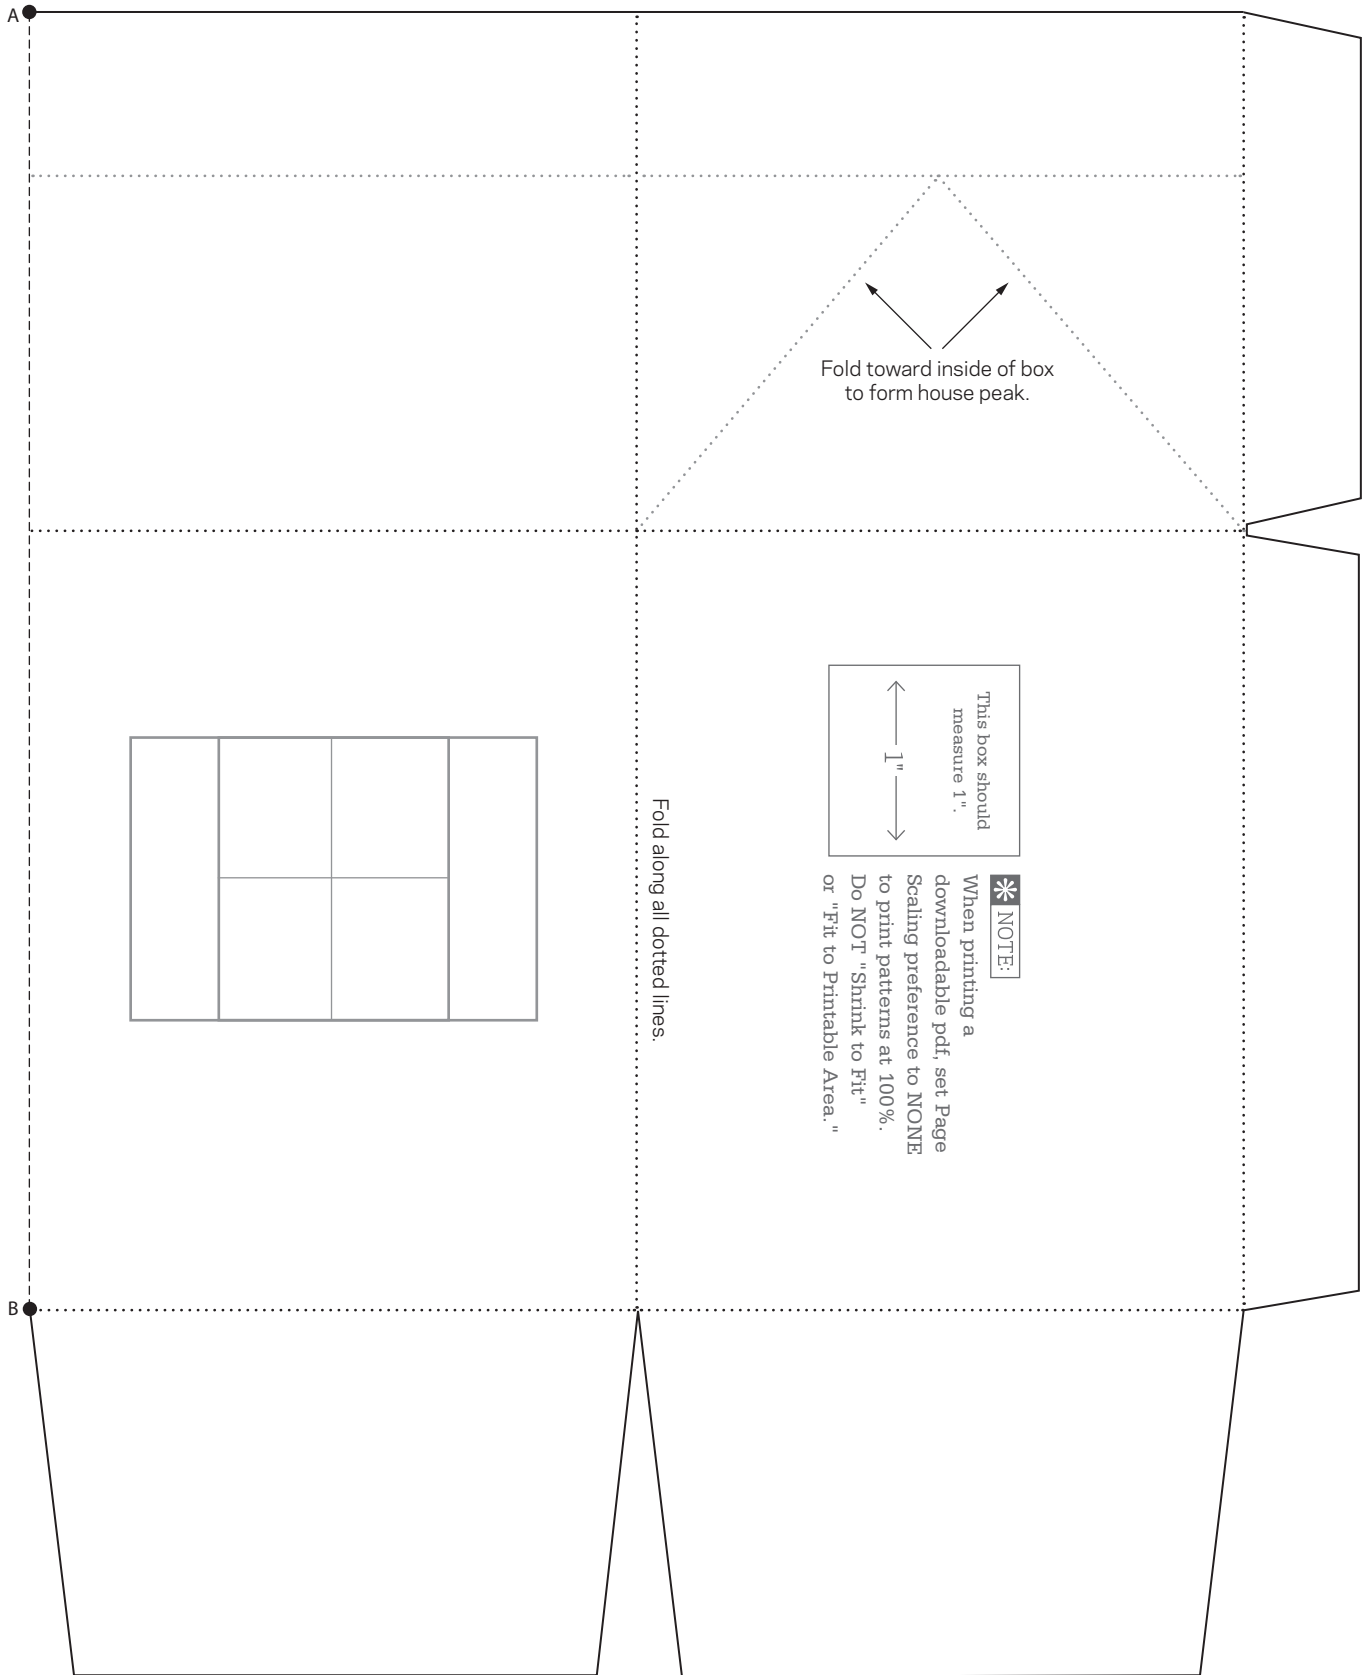 A
Fold toward inside of box
to form house peak.
This box should
measure 1".
1"
NOTE:
When printing a
downloadable pdf, set Page
Scaling preference to NONE
to print patterns at 100%.
Do NOT "Shrink to Fit"
or "Fit to Printable Area."
Fold along all dotted lines.
B